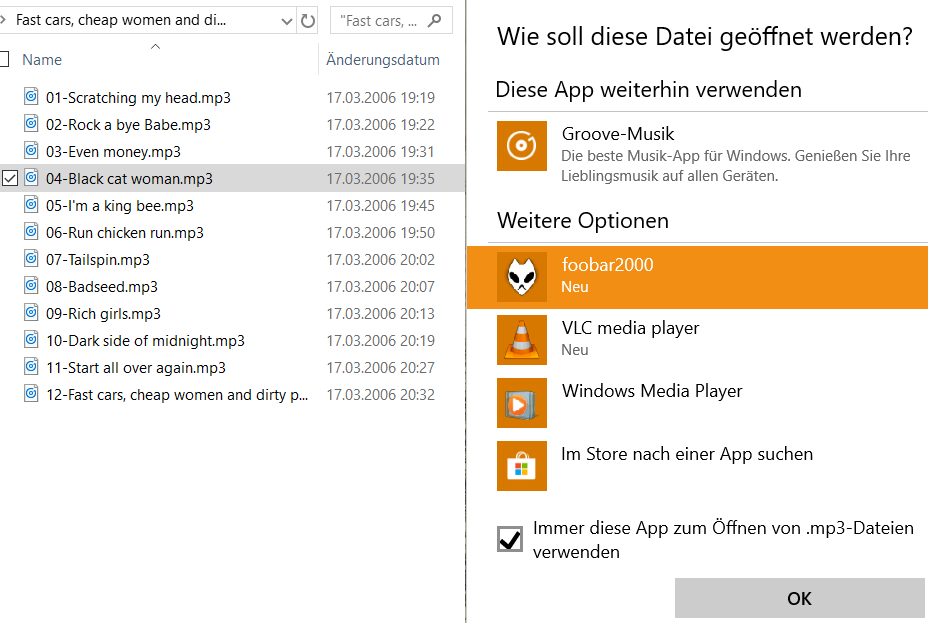 Fast cars, cheap women and di...
"Fast cars, ...
Name Änderungsdatum
01-Scratching my head.mp3 17.03.2006 19:19
02-Rock a bye Babe.mp3 17.03.2006 19:22
03-Even money.mp3 17.03.2006 19:31
04-Black cat woman.mp3 17.03.2006 19:35
05-I'm a king bee.mp3 17.03.2006 19:45
06-Run chicken run.mp3 17.03.2006 19:50
07-Tailspin.mp3 17.03.2006 20:02
08-Badseed.mp3 17.03.2006 20:07
09-Rich girls.mp3 17.03.2006 20:13
10-Dark side of midnight.mp3 17.03.2006 20:19
11-Start all over again.mp3 17.03.2006 20:27
12-Fast cars, cheap women and dirty p... 17.03.2006 20:32
Wie soll diese Datei geöffnet werden?
Diese App weiterhin verwenden
Groove-Musik
Die beste Musik-App für Windows. Genießen Sie Ihre
Lieblingsmusik auf allen Geräten.
Weitere Optionen
foobar2000
Neu
VLC media player
Neu
Windows Media Player
Im Store nach einer App suchen
Immer diese App zum Öffnen von .mp3-Dateien
verwenden
OK